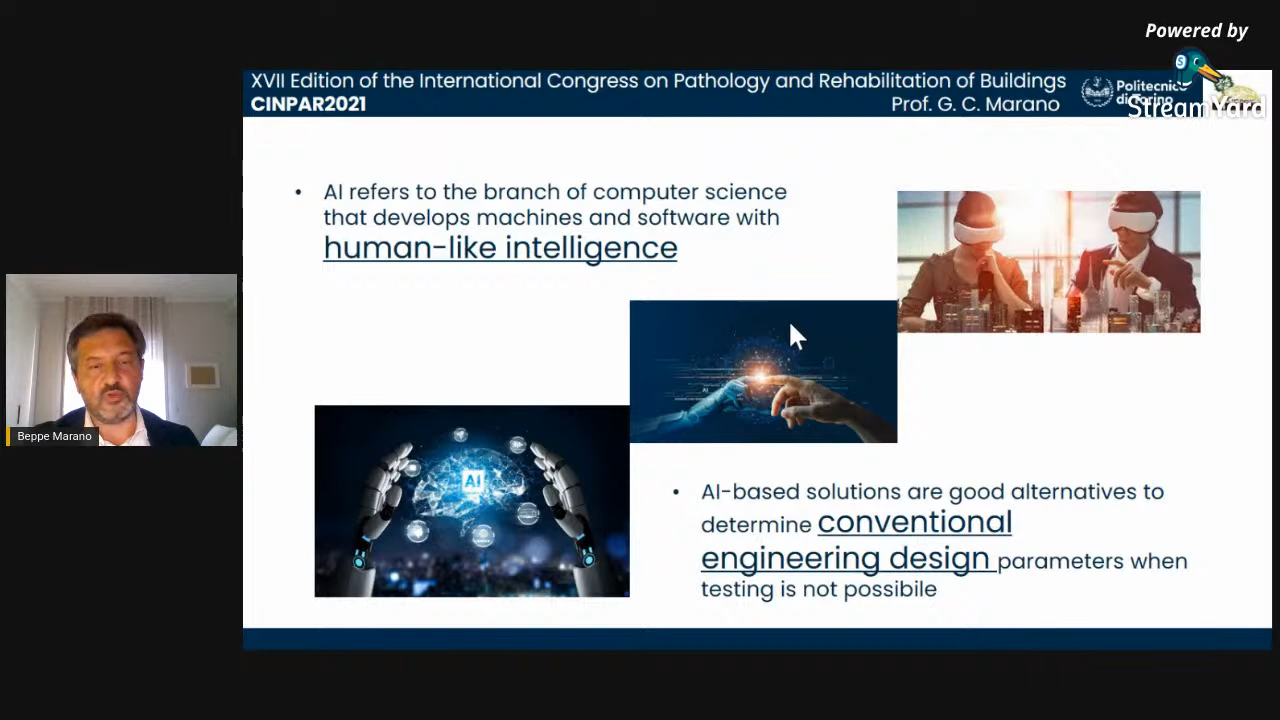 Powered by
StreamYard
XVII Edition of the International Congress on Pathology and Rehabilitation of Buildings
CINPAR2021
Prof. G. C. Marano
Politecnico
di Torino
• AI refers to the branch of computer science
that develops machines and software with
human-like intelligence
AI
AI
• AI-based solutions are good alternatives to
determine conventional
engineering design parameters when
testing is not possibile
Beppe Marano